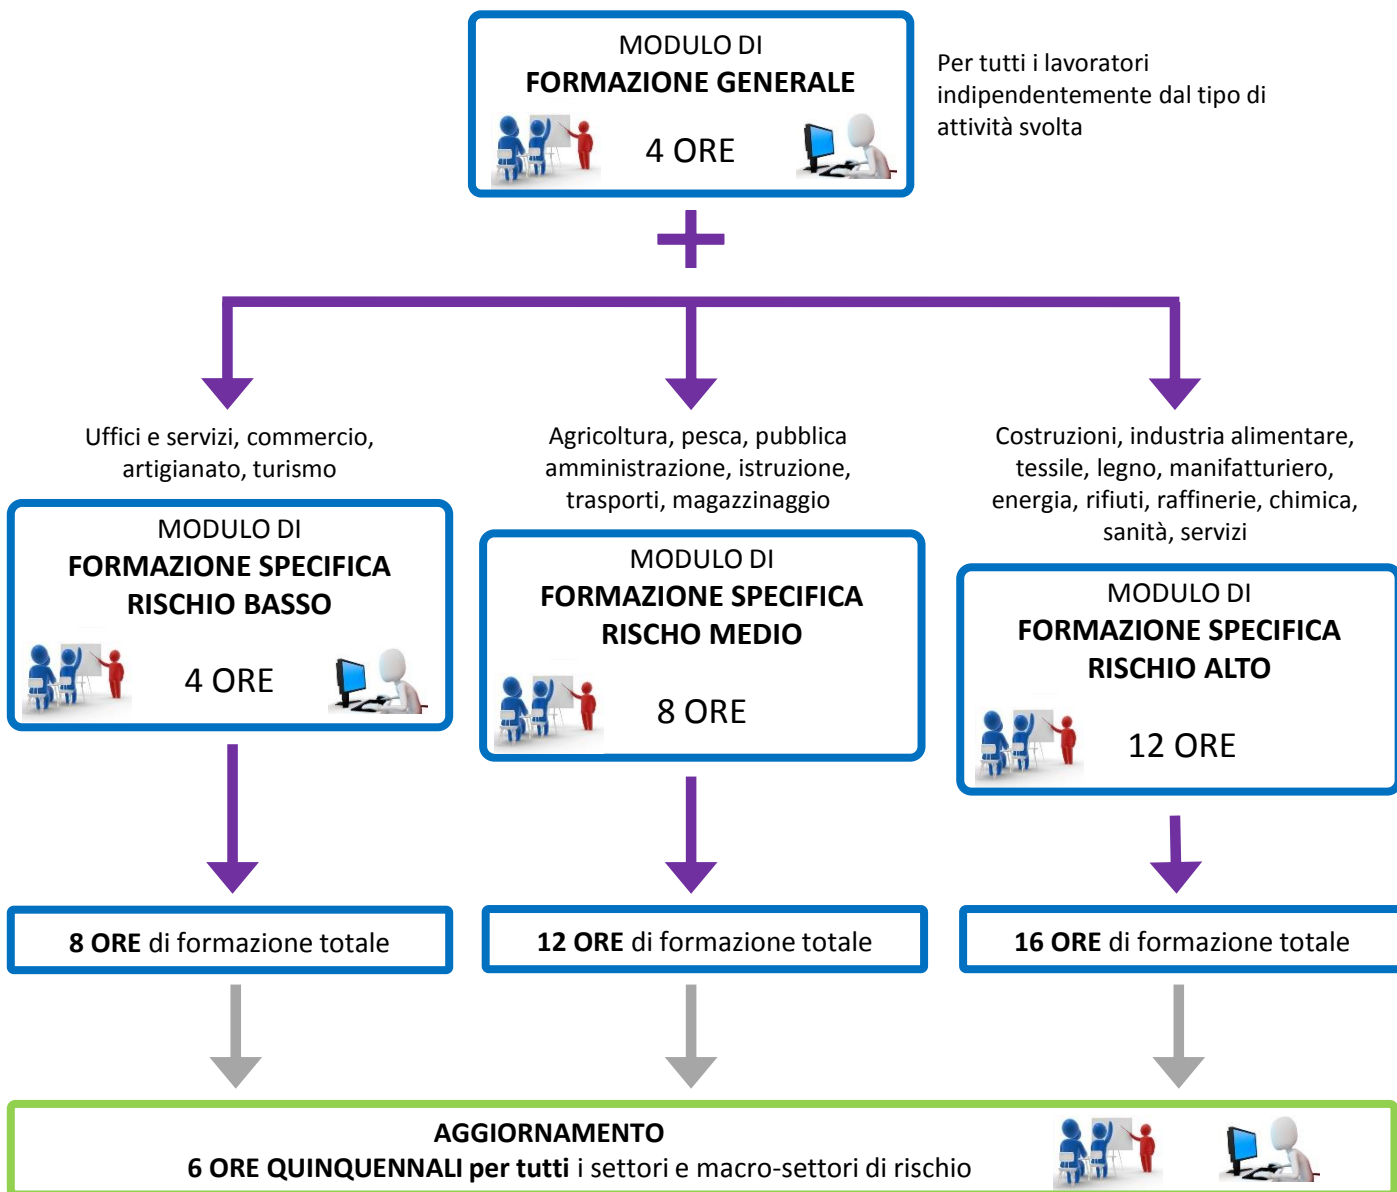 MODULO DI
FORMAZIONE GENERALE
4 ORE
Per tutti i lavoratori
indipendentemente dal tipo di
attività svolta
Uffici e servizi, commercio,
artigianato, turismo
MODULO DI
FORMAZIONE SPECIFICA
RISCHIO BASSO
4 ORE
Agricoltura, pesca, pubblica
amministrazione, istruzione,
trasporti, magazzinaggio
MODULO DI
FORMAZIONE SPECIFICA
RISCHO MEDIO
8 ORE
Costruzioni, industria alimentare,
tessile, legno, manifatturiero,
energia, rifiuti, raffinerie, chimica,
sanità, servizi
MODULO DI
FORMAZIONE SPECIFICA
RISCHIO ALTO
12 ORE
8 ORE di formazione totale
12 ORE di formazione totale
16 ORE di formazione totale
AGGIORNAMENTO
6 ORE QUINQUENNALI per tutti i settori e macro-settori di rischio